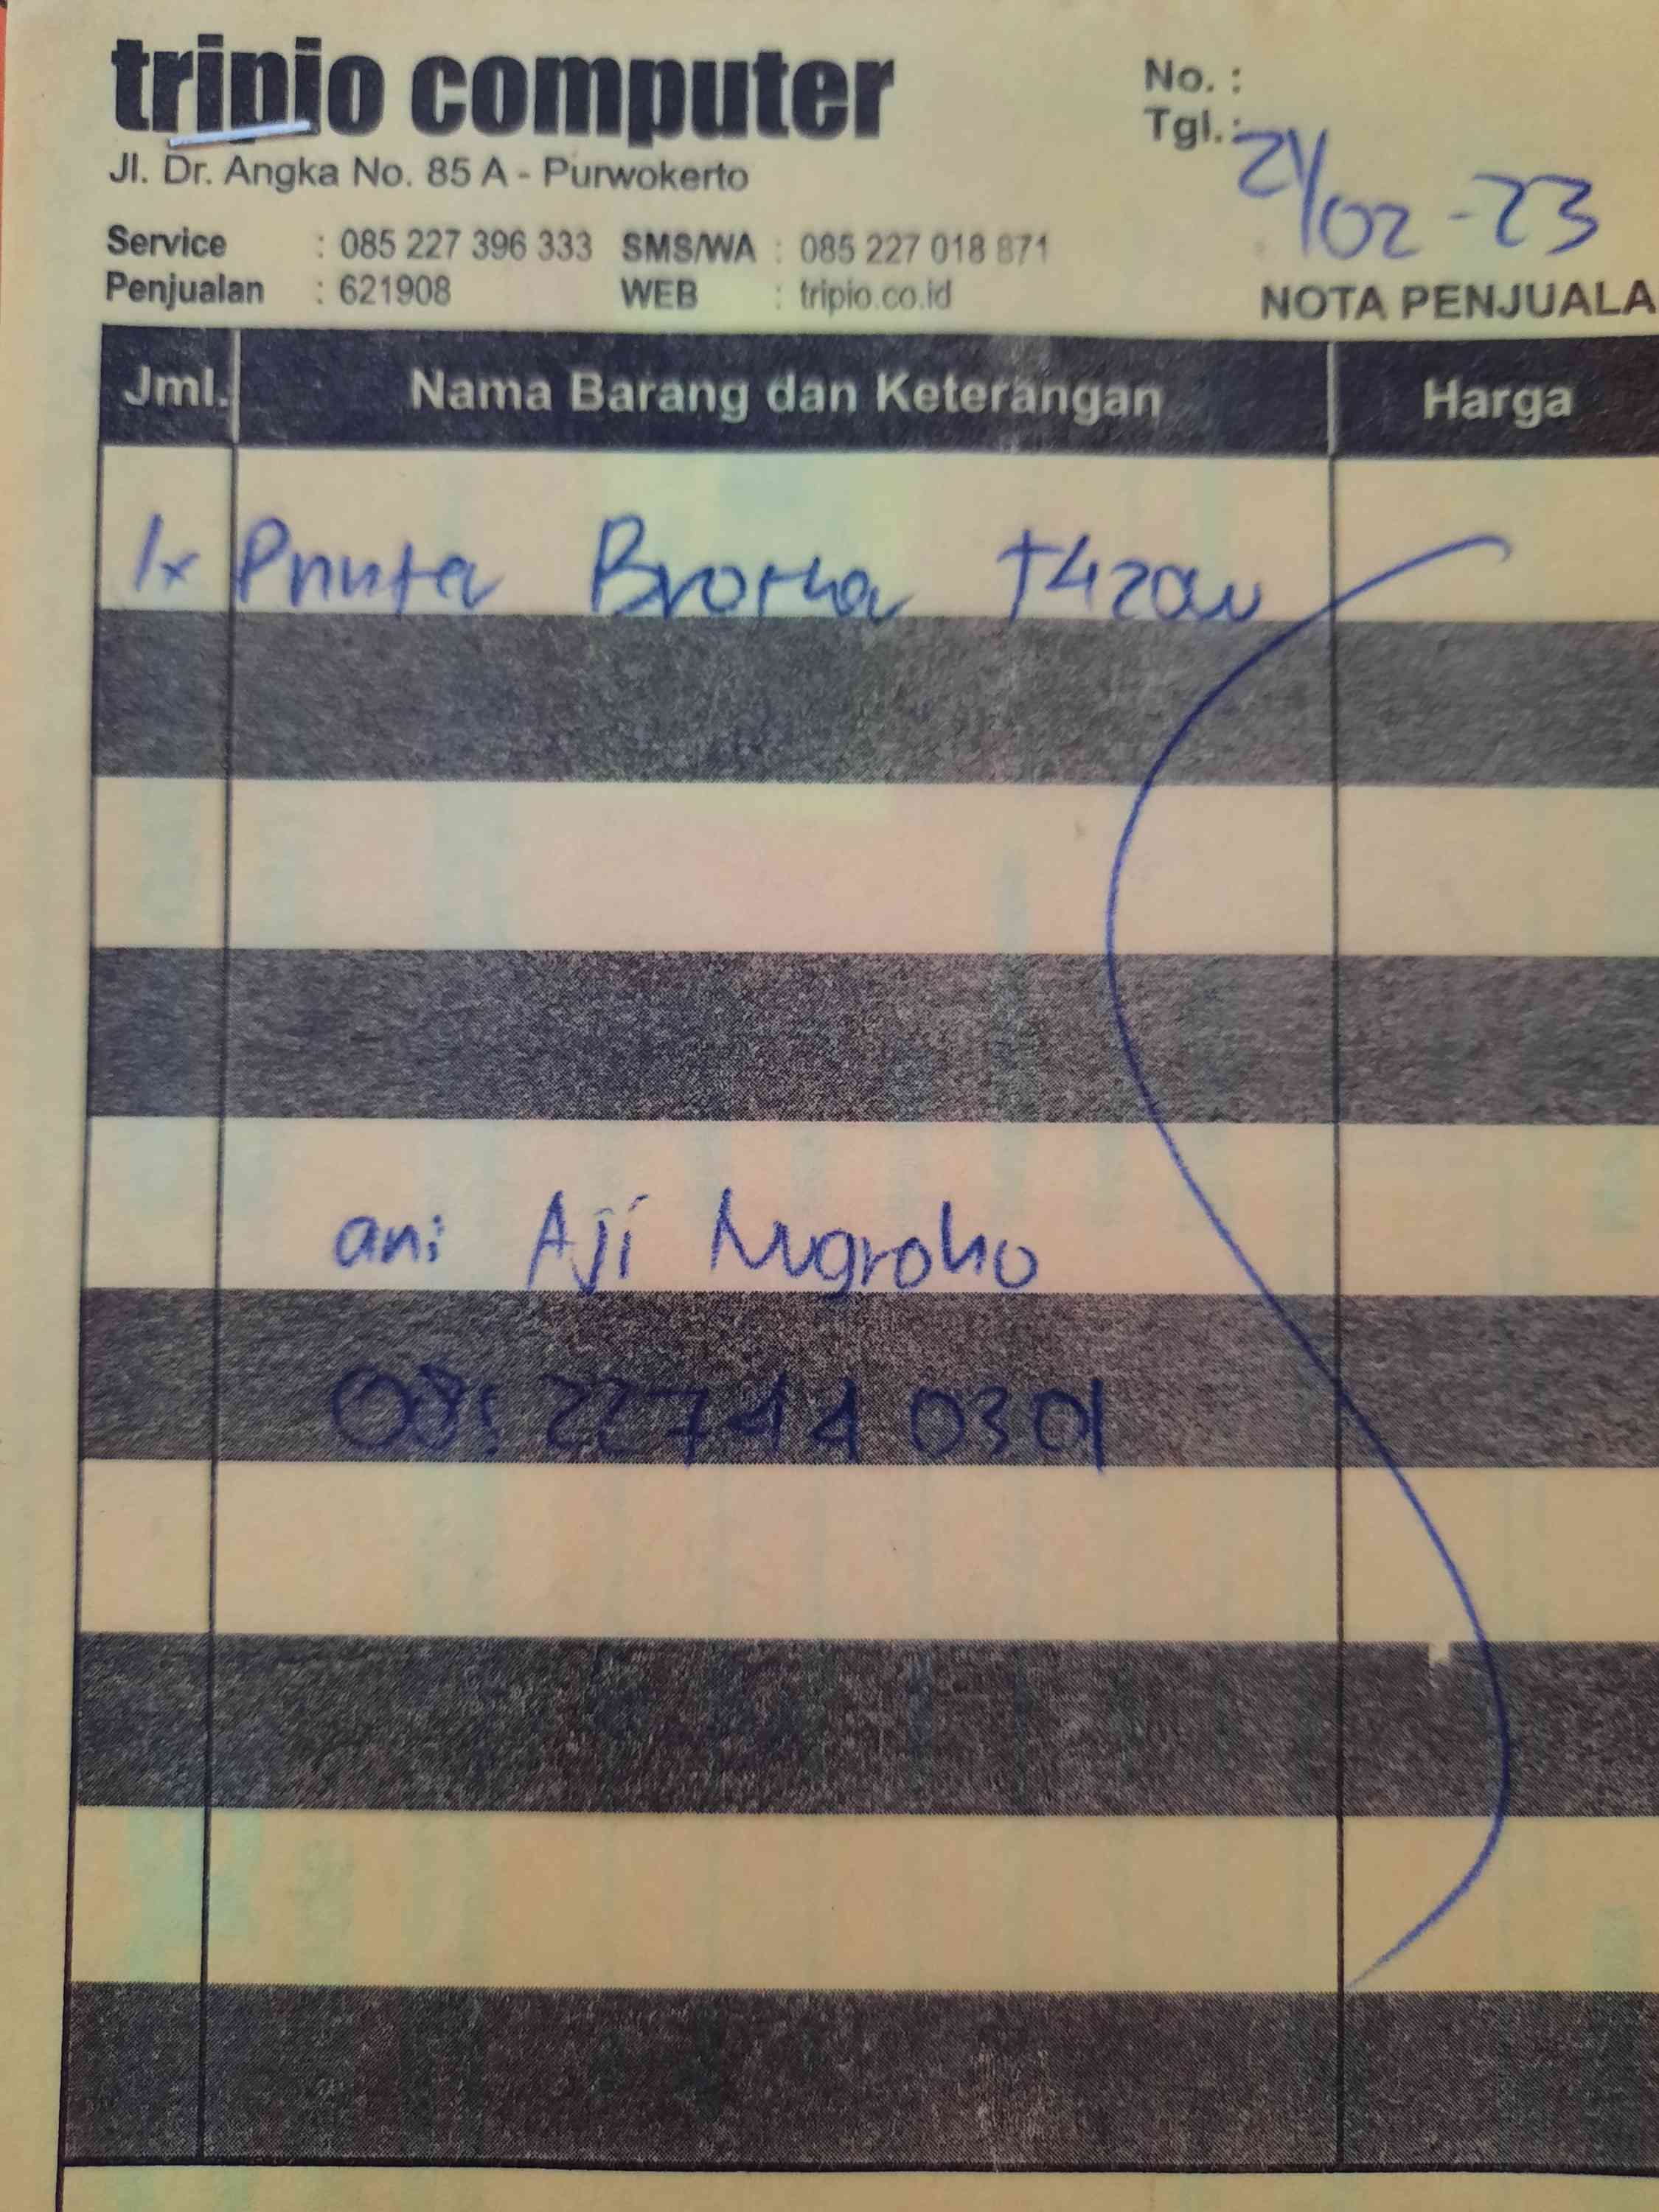 tripio computer
Jl. Dr. Angka No. 85 A - Purwokerto
No. :
Tgl. : 21/02-23
Service : 085 227 396 333 SMS/WA : 085 227 018 871
Penjualan : 621908 WEB : tripio.co.id
NOTA PENJUALA
Jml. Nama Barang dan Keterangan Harga
1x Printer Brother T420W
an: Aji Nugroho
085 227 44 0301